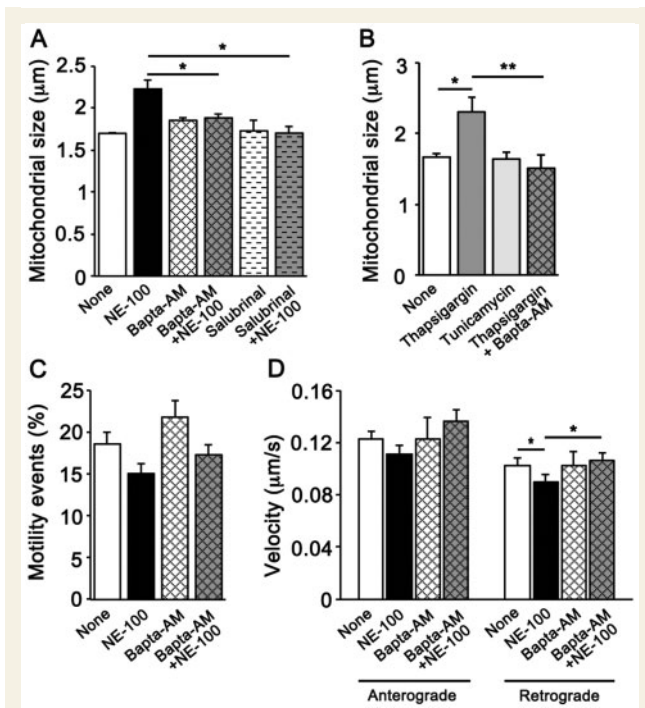 A
Mitochondrial size (μm)
2.5
2
1.5
1
0.5
0
*
*
None
NE-100
Bapta-AM
Bapta-AM
+NE-100
Salubrinal
Salubrinal
+NE-100
B
Mitochondrial size (μm)
3
2
1
0
*
**
None
Thapsigargin
Tunicamycin
Thapsigargin
+ Bapta-AM
C
Motility events (%)
25
20
15
10
5
0
None
NE-100
Bapta-AM
Bapta-AM
+NE-100
D
Velocity (μm/s)
0.16
0.12
0.08
0.04
0
*
*
None
NE-100
Bapta-AM
Bapta-AM
+NE-100
None
NE-100
Bapta-AM
Bapta-AM
+NE-100
Anterograde
Retrograde